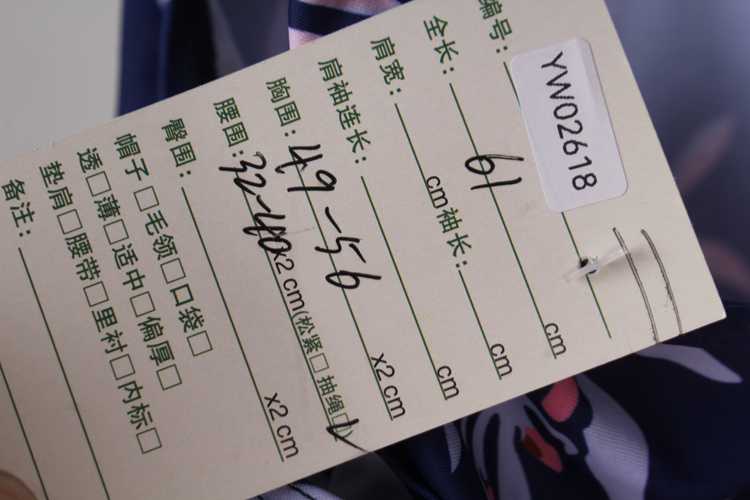 编号: YW02618
全长: 61 cm
肩宽: cm 袖长: cm
肩袖连长: cm
胸围: 49-56 x2 cm
腰围: 32-40 x2 cm(松紧□ 抽绳☑)
臀围: x2 cm
帽子□毛领□口袋□
透□薄□适中□偏厚□
垫肩□腰带□里衬□内标□
备注: